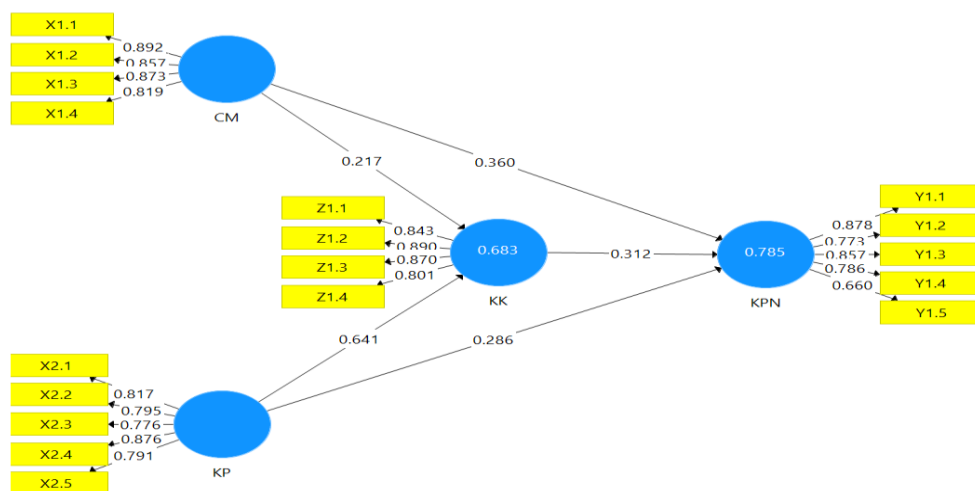 X1.1
X1.2
X1.3
X1.4
0.892
0.857
0.873
0.819
CM
0.217
0.360
Z1.1
Z1.2
Z1.3
Z1.4
0.843
0.890
0.870
0.801
0.683
KK
0.312
0.785
KPN
0.878
0.773
0.857
0.786
0.660
Y1.1
Y1.2
Y1.3
Y1.4
Y1.5
0.641
0.286
X2.1
X2.2
X2.3
X2.4
X2.5
0.817
0.795
0.776
0.876
0.791
KP